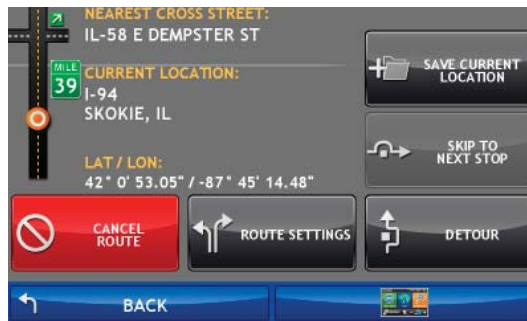 NEAREST CROSS STREET:
IL-58 E DEMPSTER ST
MILE
39
CURRENT LOCATION:
I-94
SKOKIE, IL
LAT / LON:
42° 0' 53.05" / -87° 45' 14.48"
SAVE CURRENT
LOCATION
SKIP TO
NEXT STOP
CANCEL
ROUTE
ROUTE SETTINGS
DETOUR
BACK